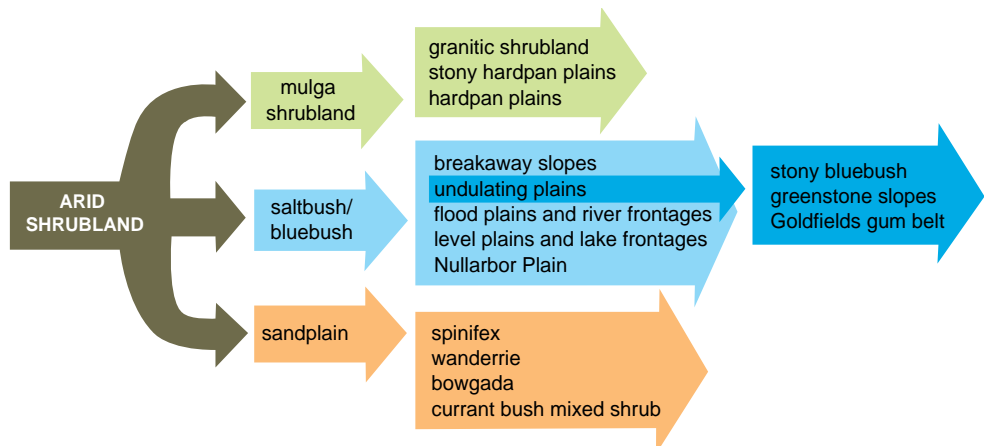 ARID
SHRUBLAND
mulga
shrubland
granitic shrubland
stony hardpan plains
hardpan plains
saltbush/
bluebush
breakaway slopes
undulating plains
flood plains and river frontages
level plains and lake frontages
Nullarbor Plain
stony bluebush
greenstone slopes
Goldfields gum belt
sandplain
spinifex
wanderrie
bowgada
currant bush mixed shrub